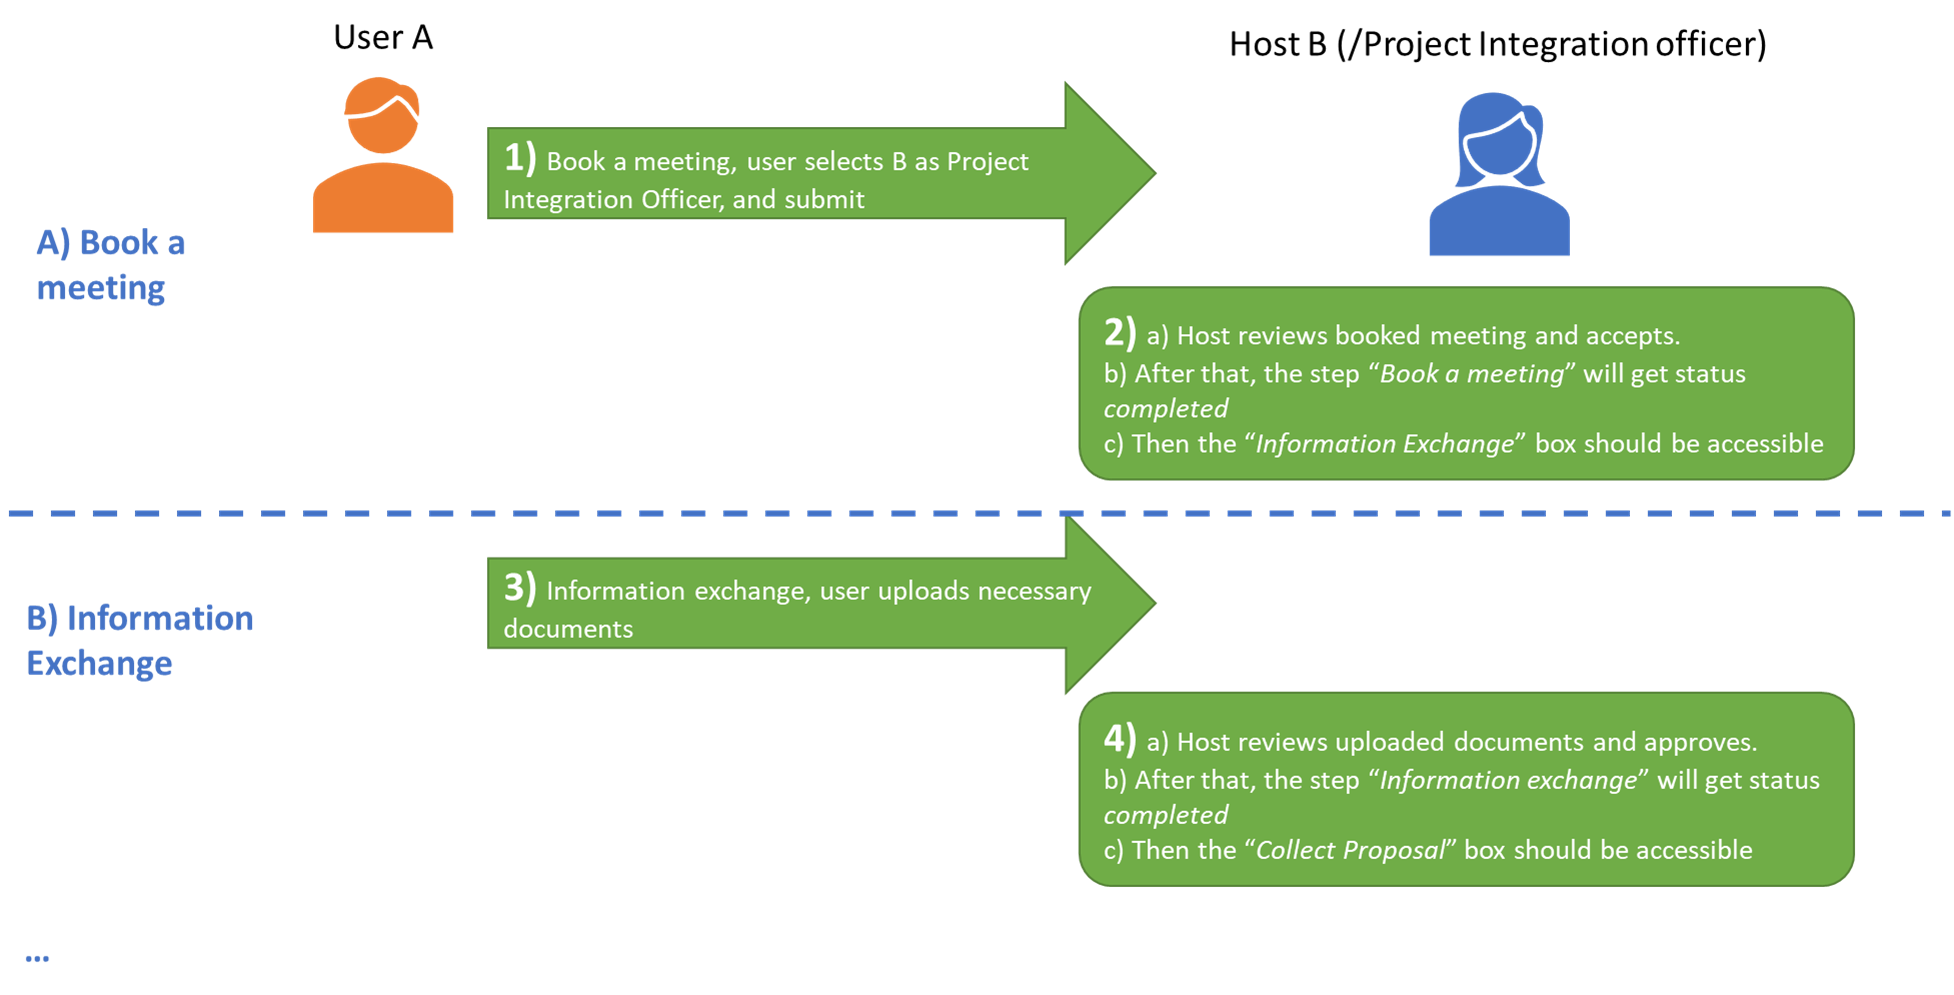 User A
Host B (/Project Integration officer)
1) Book a meeting, user selects B as Project
Integration Officer, and submit
A) Book a
meeting
2) a) Host reviews booked meeting and accepts.
b) After that, the step “Book a meeting” will get status
completed
c) Then the “Information Exchange” box should be accessible
3) Information exchange, user uploads necessary
documents
B) Information
Exchange
4) a) Host reviews uploaded documents and approves.
b) After that, the step “Information exchange” will get status
completed
c) Then the “Collect Proposal” box should be accessible
...